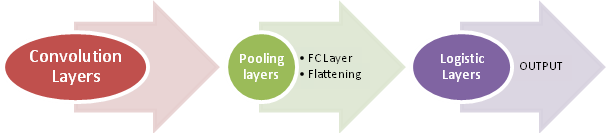 Convolution
Layers
Pooling
layers
• FC Layer
• Flattening
Logistic
Layers
OUTPUT